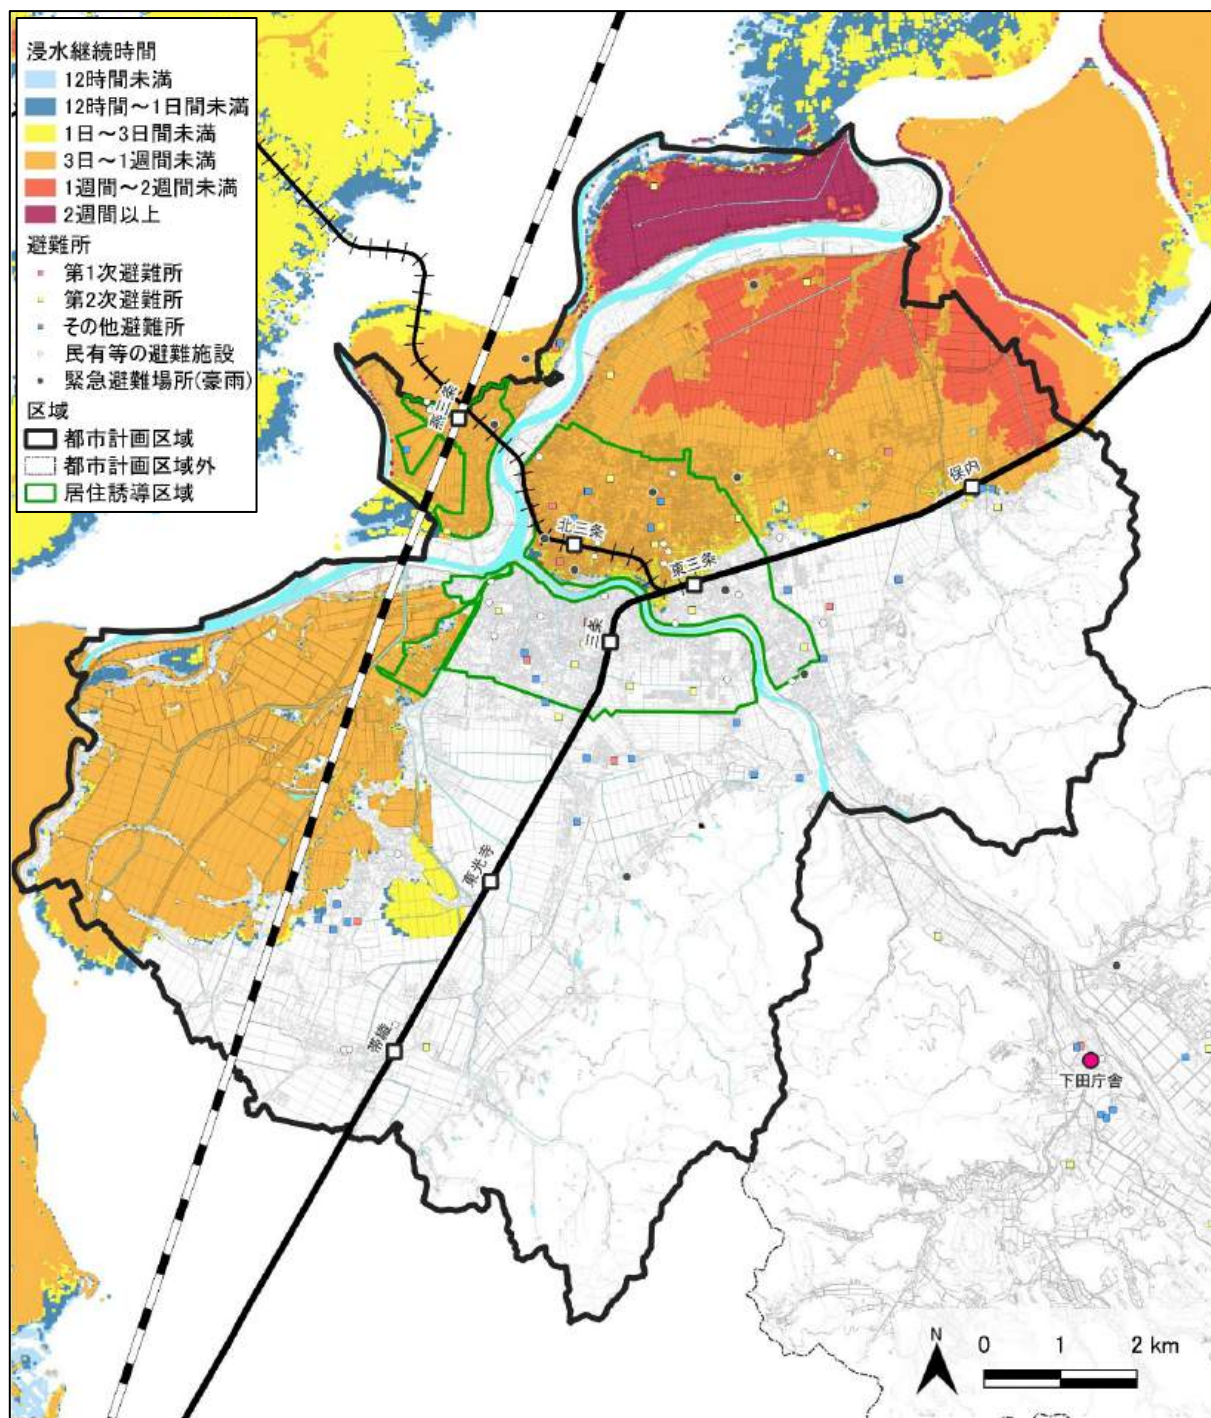 浸水継続時間
12時間未満
12時間～1日間未満
1日～3日間未満
3日～1週間未満
1週間～2週間未満
2週間以上
避難所
第1次避難所
第2次避難所
その他避難所
民有等の避難施設
緊急避難場所(豪雨)
区域
都市計画区域
都市計画区域外
居住誘導区域
燕三条
北三条
東三条
保内
三条
東光寺
帯織
下田庁舎
N
0 1 2 km